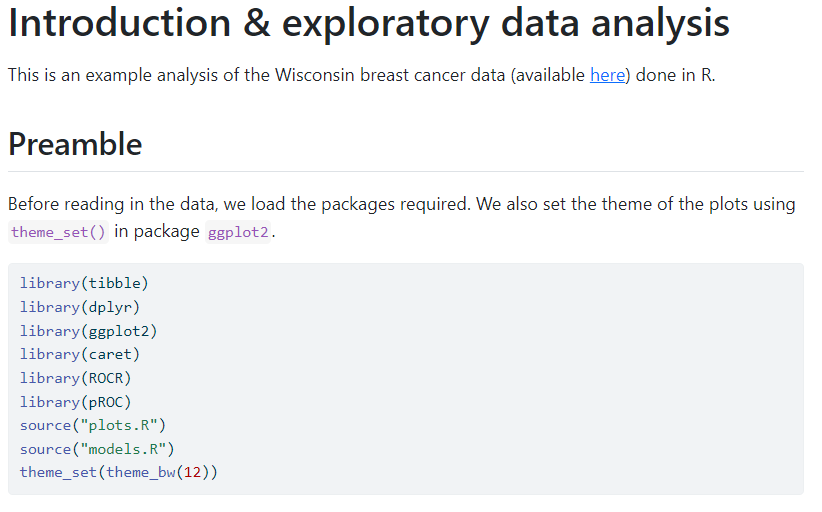 Introduction & exploratory data analysis
This is an example analysis of the Wisconsin breast cancer data (available here) done in R.
Preamble
Before reading in the data, we load the packages required. We also set the theme of the plots using
theme_set() in package ggplot2.
library(tibble)
library(dplyr)
library(ggplot2)
library(caret)
library(ROCR)
library(pROC)
source("plots.R")
source("models.R")
theme_set(theme_bw(12))